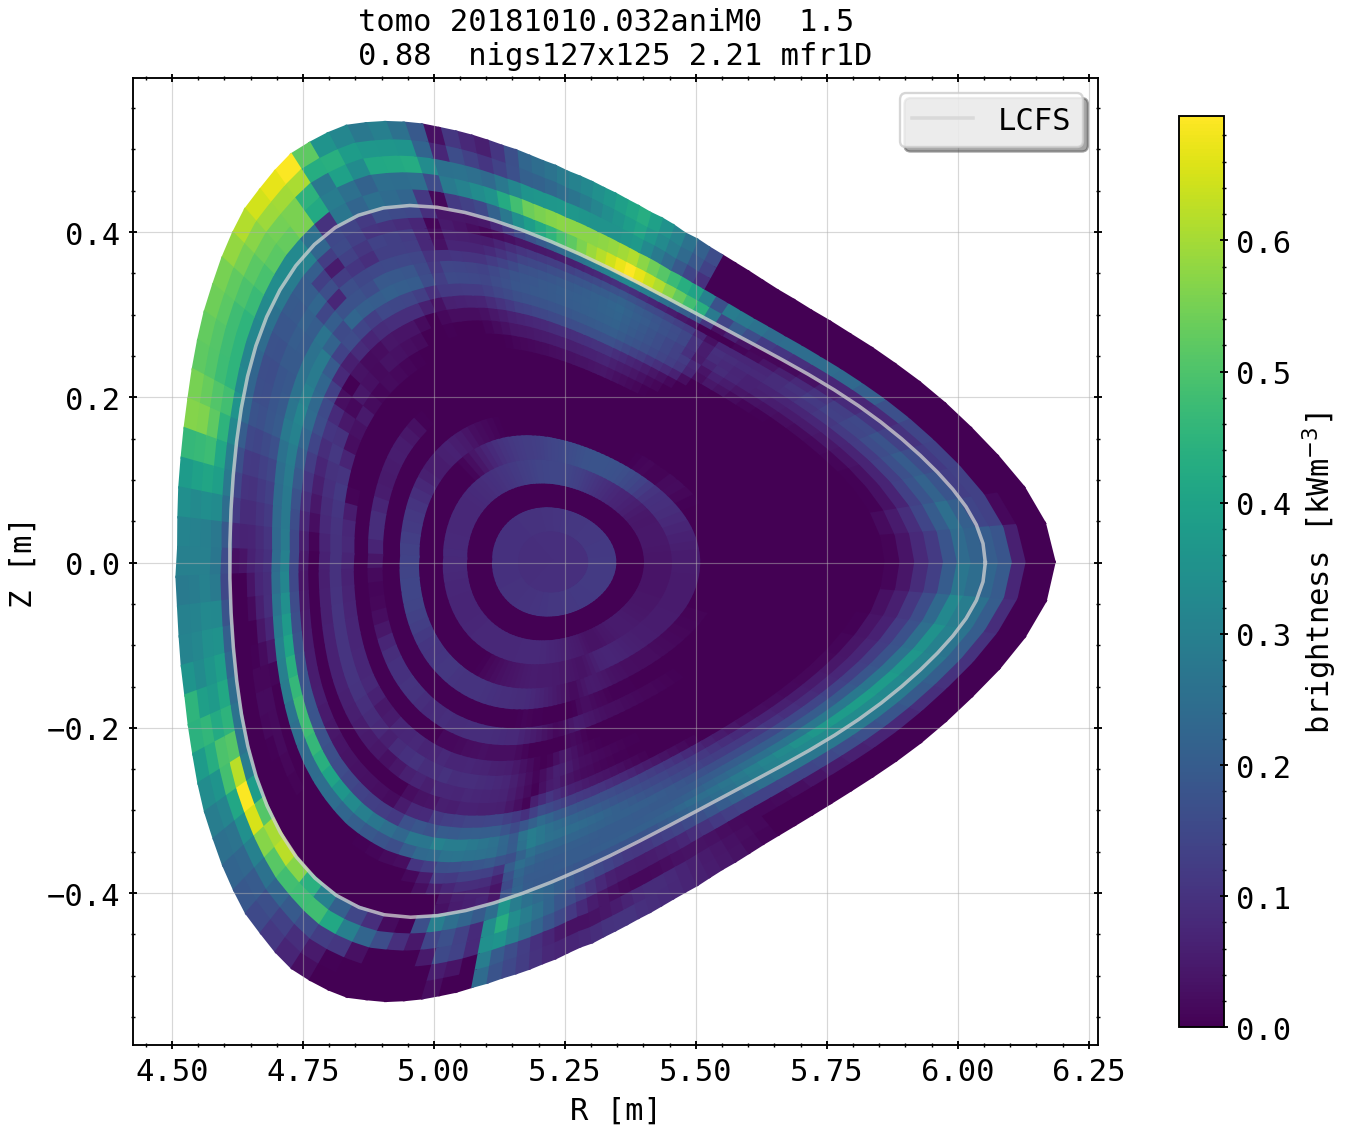 tomo 20181010.032aniM0  1.5
0.88  nigs127x125 2.21 mfr1D
LCFS
0.6
0.5
0.4
0.3
0.2
0.1
0.0
brightness [kWm⁻³]
0.4
0.2
0.0
−0.2
−0.4
Z [m]
4.50 4.75 5.00 5.25 5.50 5.75 6.00 6.25
R [m]